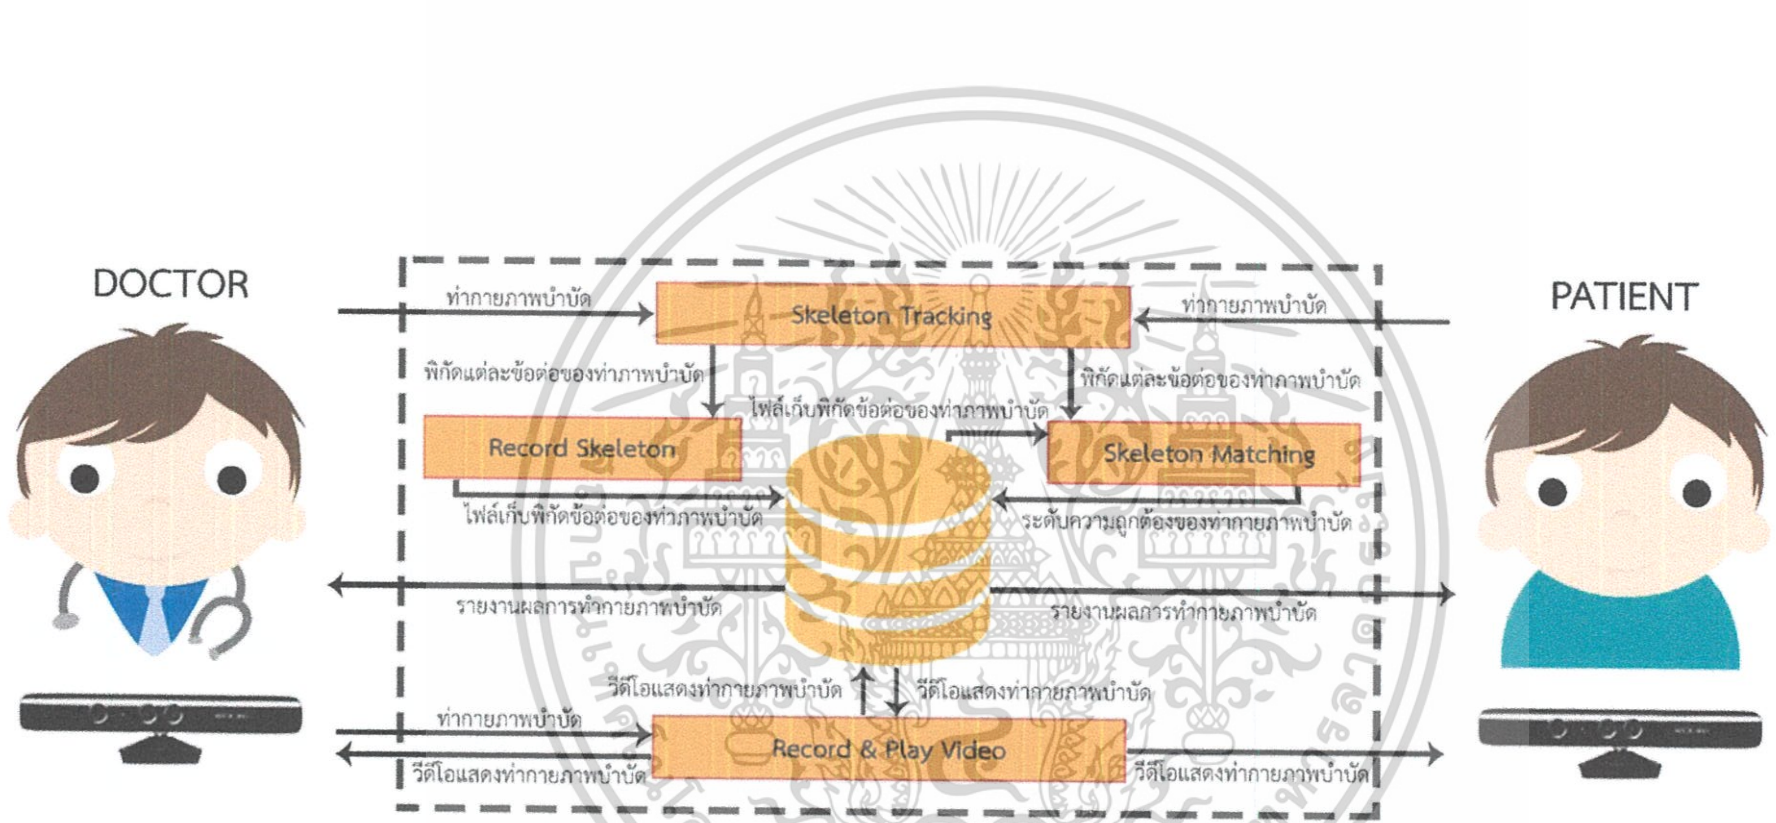 DOCTOR
PATIENT
ท่ากายภาพบำบัด
Skeleton Tracking
ท่ากายภาพบำบัด
พิกัดแต่ละข้อต่อของท่าภาพบำบัด
พิกัดแต่ละข้อต่อของท่าภาพบำบัด
ไฟล์เก็บพิกัดข้อต่อของท่าภาพบำบัด
Record Skeleton
Skeleton Matching
ไฟล์เก็บพิกัดข้อต่อของท่าภาพบำบัด
ระดับความถูกต้องของท่ากายภาพบำบัด
รายงานผลการทำกายภาพบำบัด
รายงานผลการทำกายภาพบำบัด
วีดีโอแสดงท่ากายภาพบำบัด
วีดีโอแสดงท่ากายภาพบำบัด
ท่ากายภาพบำบัด
Record & Play Video
วีดีโอแสดงท่ากายภาพบำบัด
วีดีโอแสดงท่ากายภาพบำบัด